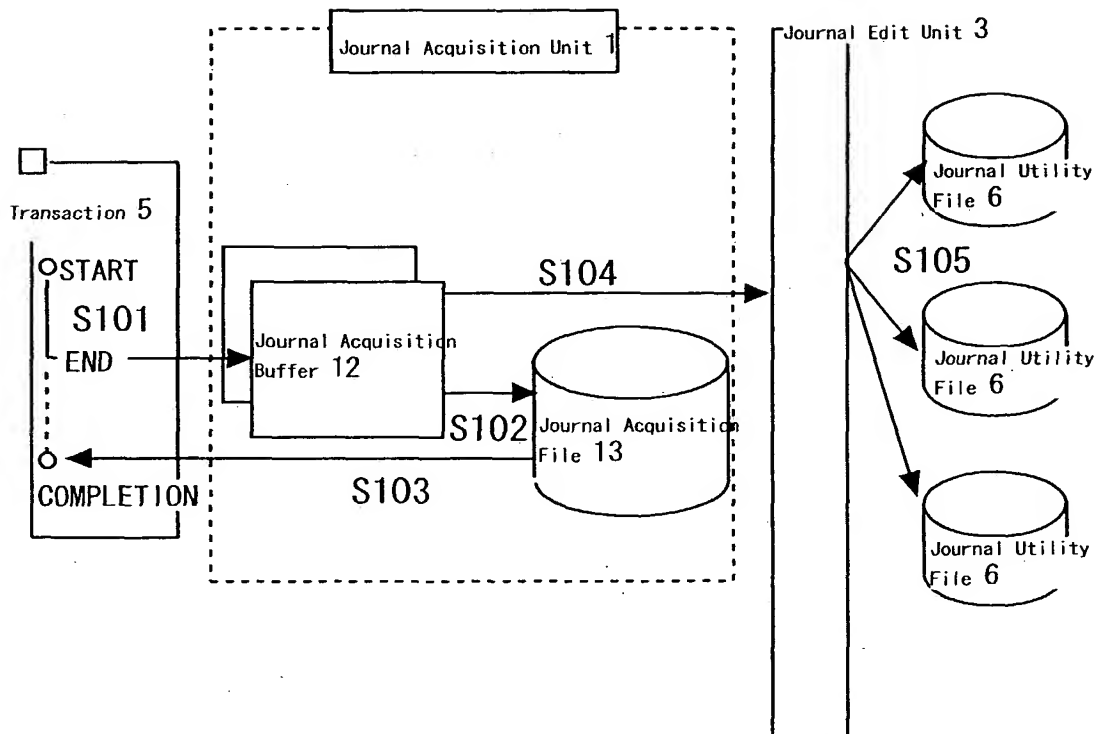 Journal Acquisition Unit 1
Journal Edit Unit 3
Transaction 5
START
S101
END
COMPLETION
Journal Acquisition
Buffer 12
S104
S102
S103
Journal Acquisition
File 13
S105
Journal Utility
File 6
Journal Utility
File 6
Journal Utility
File 6